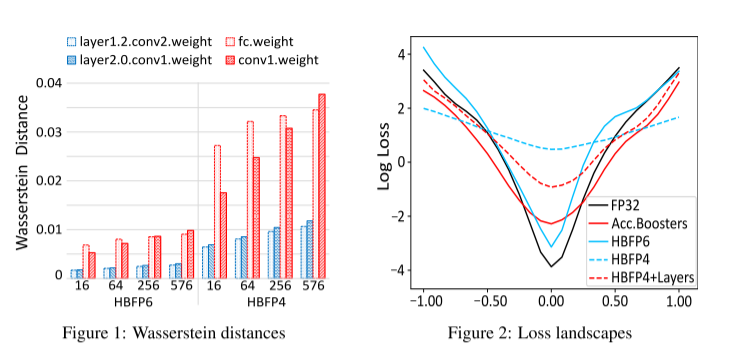 layer1.2.conv2.weight fc.weight
layer2.0.conv1.weight conv1.weight
Wasserstein Distance
0.04
0.03
0.02
0.01
0
16 64 256 576 16 64 256 576
HBFP6 HBFP4
Figure 1: Wasserstein distances
Log Loss
4
2
0
−2
−4
FP32
Acc.Boosters
HBFP6
HBFP4
HBFP4+Layers
−1.00 −0.50 0.00 0.50 1.00
Figure 2: Loss landscapes